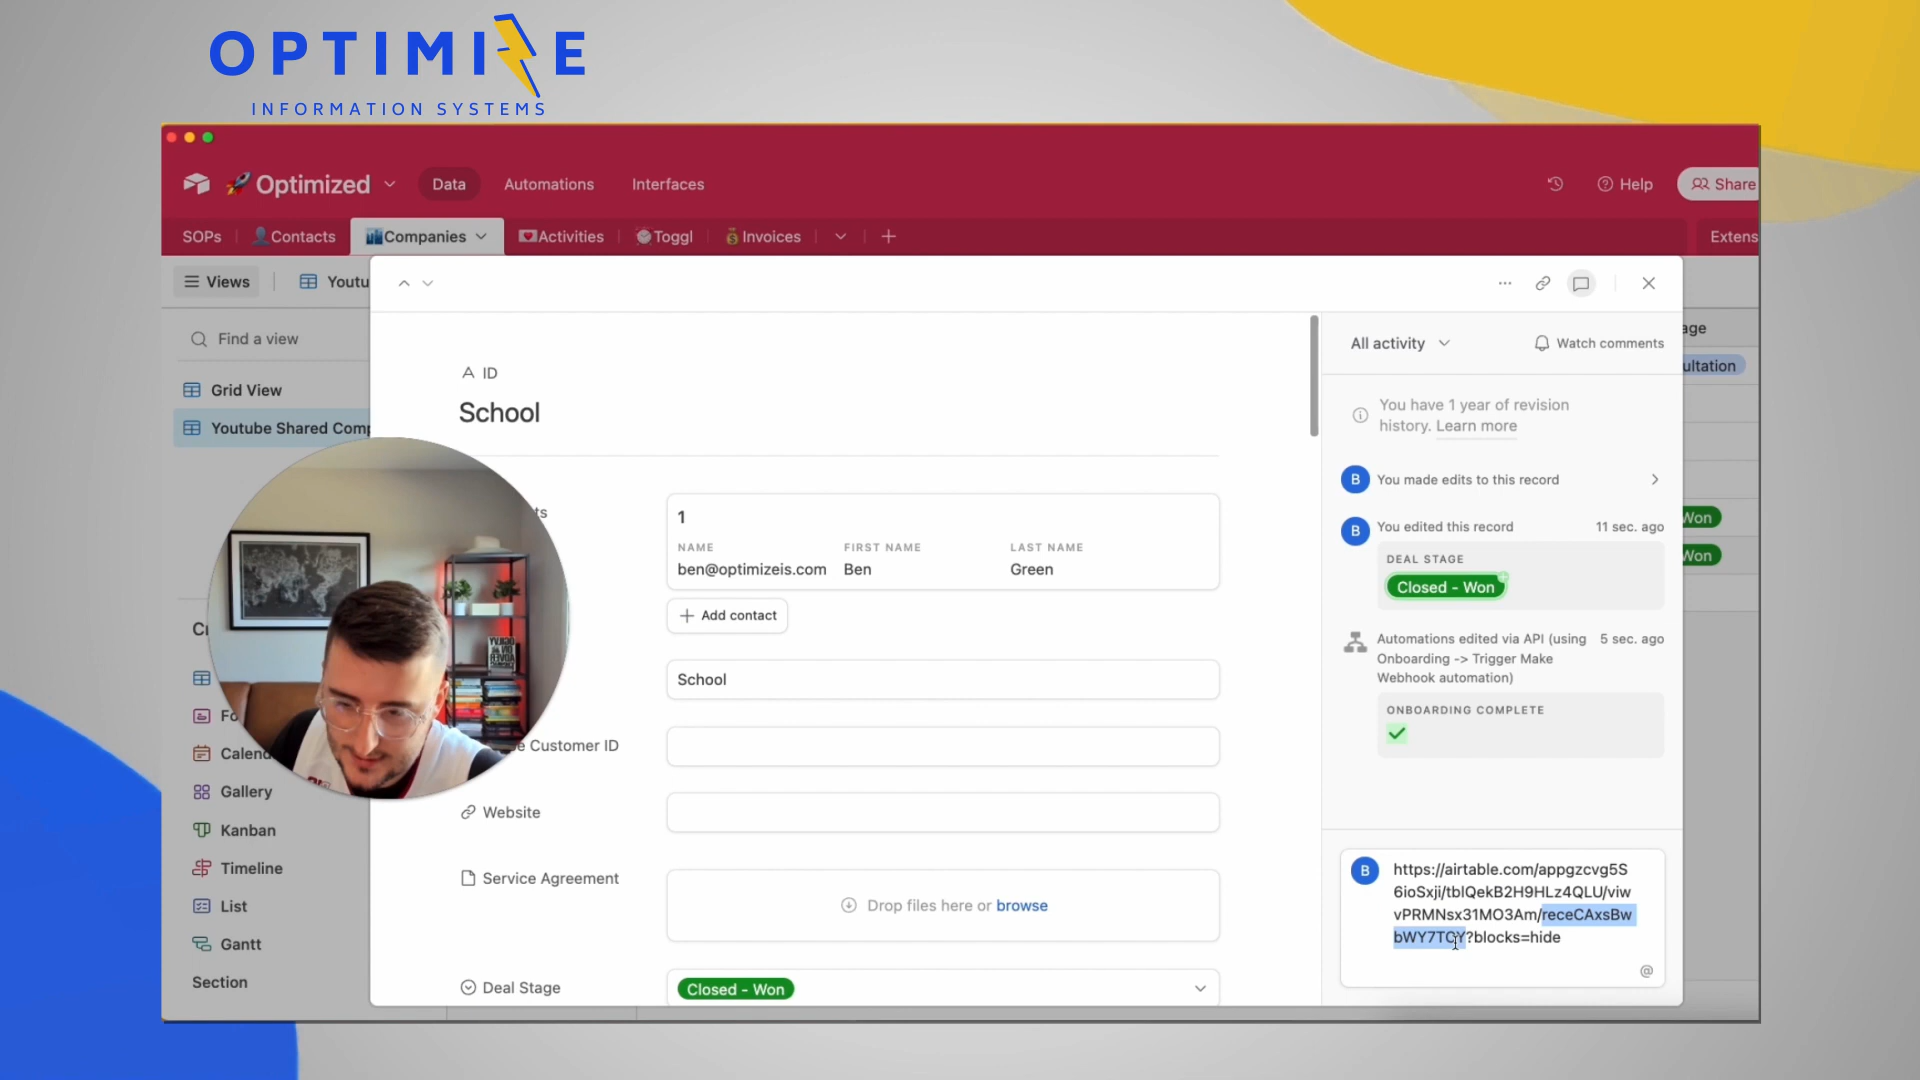 OPTIMIZE
INFORMATION SYSTEMS
Optimized
Data
Automations
Interfaces
Help
Share
SOPs
Contacts
Companies
Activities
Toggl
Invoices
Extens
Views
Youtu
Find a view
Grid View
Youtube Shared Comp
Calend
Gallery
Kanban
Timeline
List
Gantt
Section
ID
School
ts
1
NAME
FIRST NAME
LAST NAME
ben@optimizeis.com
Ben
Green
Add contact
School
e Customer ID
Website
Service Agreement
Drop files here or browse
Deal Stage
Closed - Won
All activity
Watch comments
You have 1 year of revision
history. Learn more
B
You made edits to this record
B
You edited this record
11 sec. ago
DEAL STAGE
Closed - Won
Automations edited via API (using
5 sec. ago
Onboarding -> Trigger Make
Webhook automation)
ONBOARDING COMPLETE
B
https://airtable.com/appgzcvg5S
6ioSxji/tblQekB2H9HLz4QLU/viw
vPRMNsx31MO3Am/receCAxsBw
?blocks=hide
@
age
ultation
Won
Won